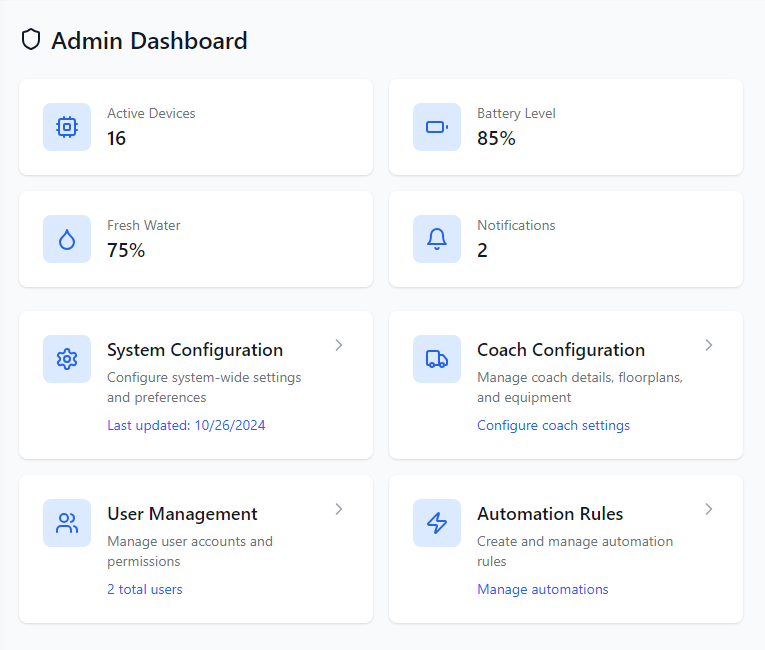 Admin Dashboard
Active Devices
16
Battery Level
85%
Fresh Water
75%
Notifications
2
System Configuration
Configure system-wide settings
and preferences
Last updated: 10/26/2024
Coach Configuration
Manage coach details, floorplans,
and equipment
Configure coach settings
User Management
Manage user accounts and
permissions
2 total users
Automation Rules
Create and manage automation
rules
Manage automations